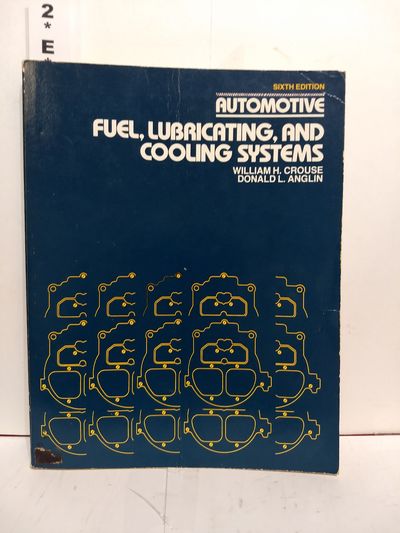 2*E*
SIXTH EDITION
AUTOMOTIVE
FUEL, LUBRICATING, AND
COOLING SYSTEMS
WILLIAM H. CROUSE
DONALD L. ANGLIN